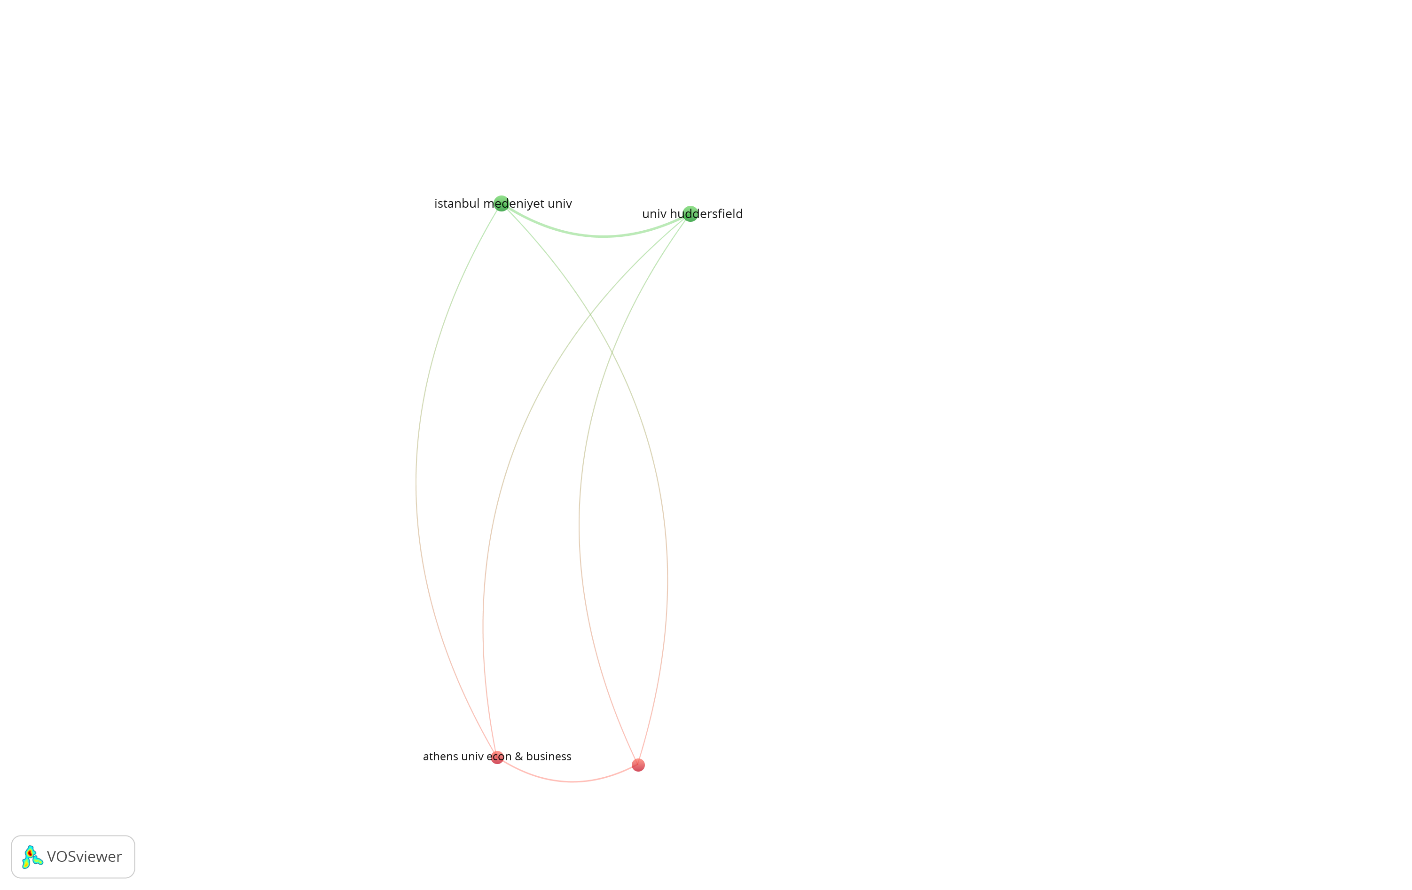 istanbul medeniyet univ
univ huddersfield
athens univ econ & business
VOSviewer